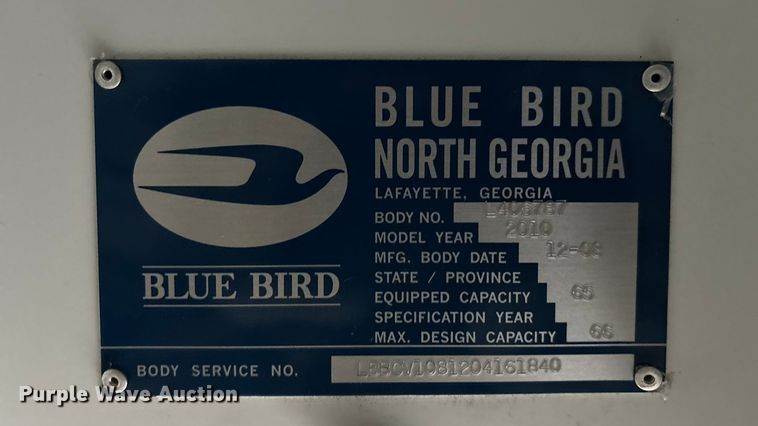 BLUE BIRD
BLUE BIRD
NORTH GEORGIA
LAFAYETTE, GEORGIA
BODY NO.
MODEL YEAR 2010
MFG. BODY DATE
STATE / PROVINCE
EQUIPPED CAPACITY 65
SPECIFICATION YEAR
MAX. DESIGN CAPACITY 66
BODY SERVICE NO.
Purple Wave Auction